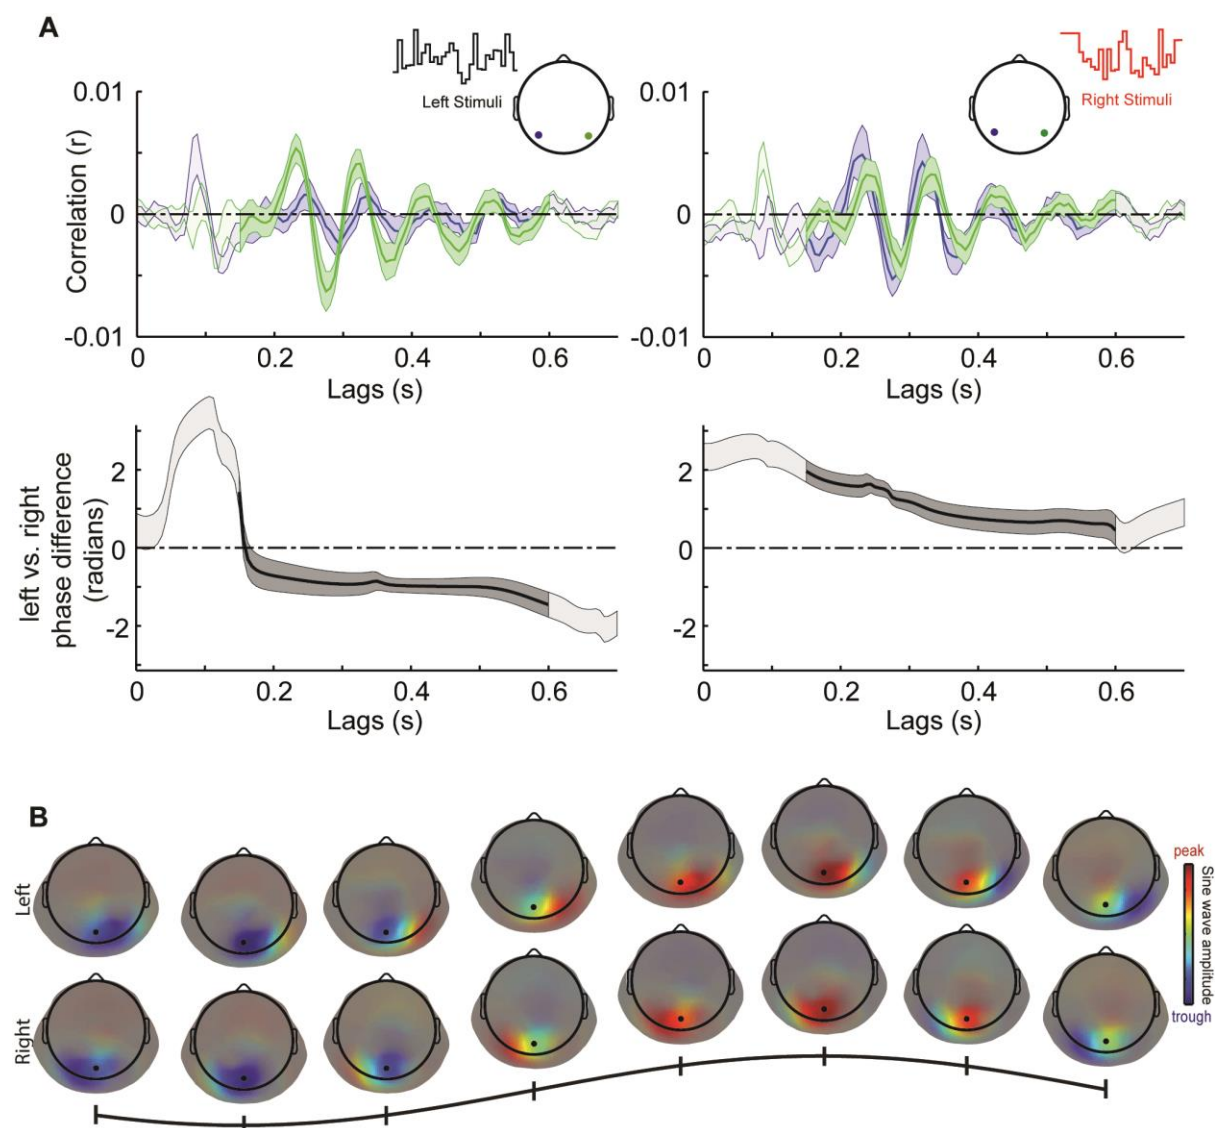 A
Left Stimuli
Right Stimuli
Correlation (r)
0.01
0
-0.01
0 0.2 0.4 0.6
Lags (s)
0.01
0
-0.01
0 0.2 0.4 0.6
Lags (s)
left vs. right
phase difference
(radians)
2
0
-2
0 0.2 0.4 0.6
Lags (s)
2
0
-2
0 0.2 0.4 0.6
Lags (s)
B
Left
Right
peak
Sine wave amplitude
trough